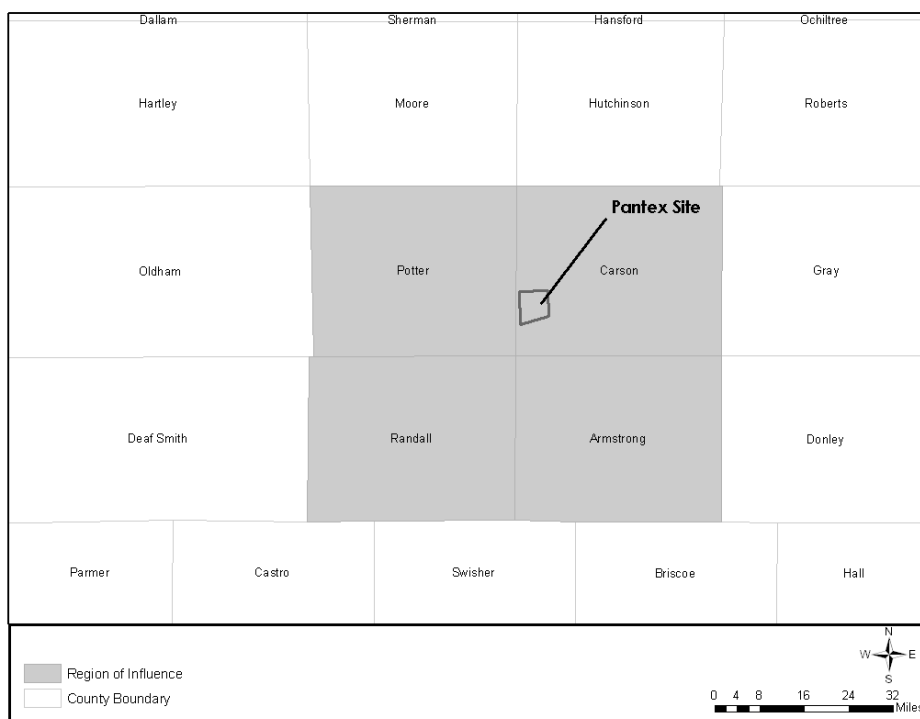 Dallam Sherman Hansford Ochiltree
Hartley Moore Hutchinson Roberts
Pantex Site
Oldham Potter Carson Gray
Deaf Smith Randall Armstrong Donley
Parmer Castro Swisher Briscoe Hall
N
W E
S
Region of Influence
County Boundary
0 4 8 16 24 32
Miles